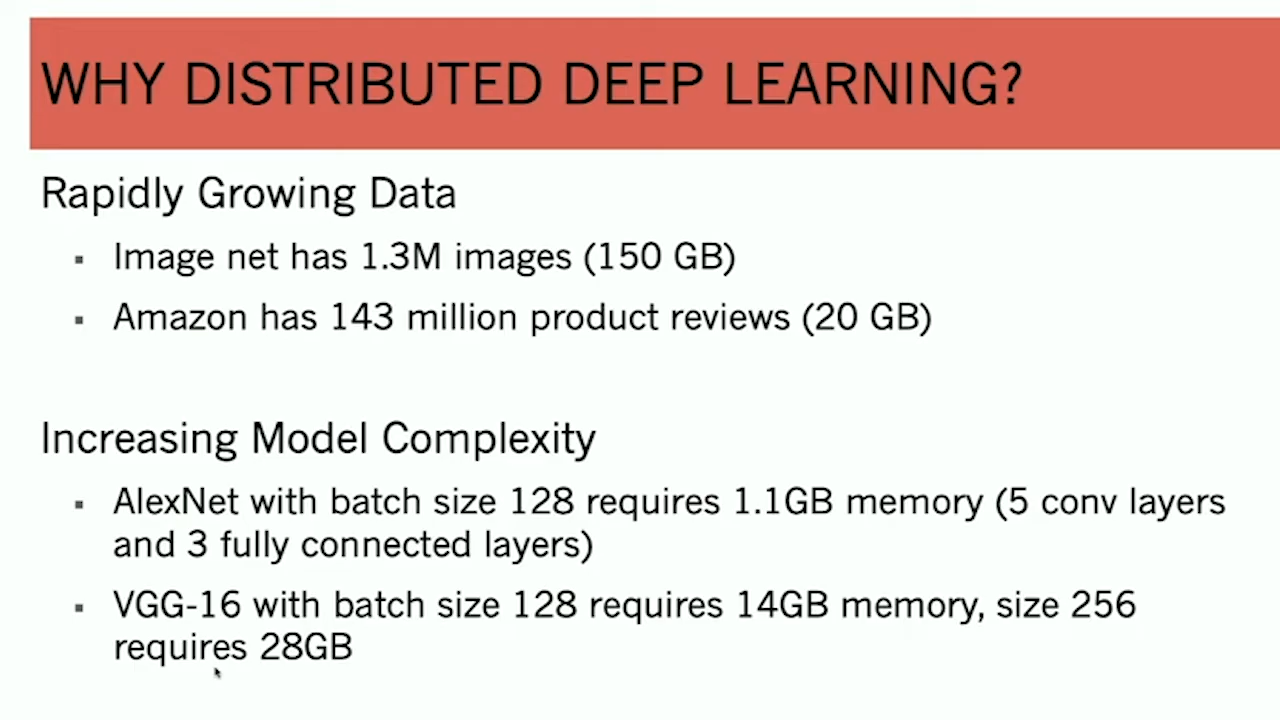 WHY DISTRIBUTED DEEP LEARNING?
Rapidly Growing Data
▪ Image net has 1.3M images (150 GB)
▪ Amazon has 143 million product reviews (20 GB)
Increasing Model Complexity
▪ AlexNet with batch size 128 requires 1.1GB memory (5 conv layers
and 3 fully connected layers)
▪ VGG-16 with batch size 128 requires 14GB memory, size 256
requires 28GB